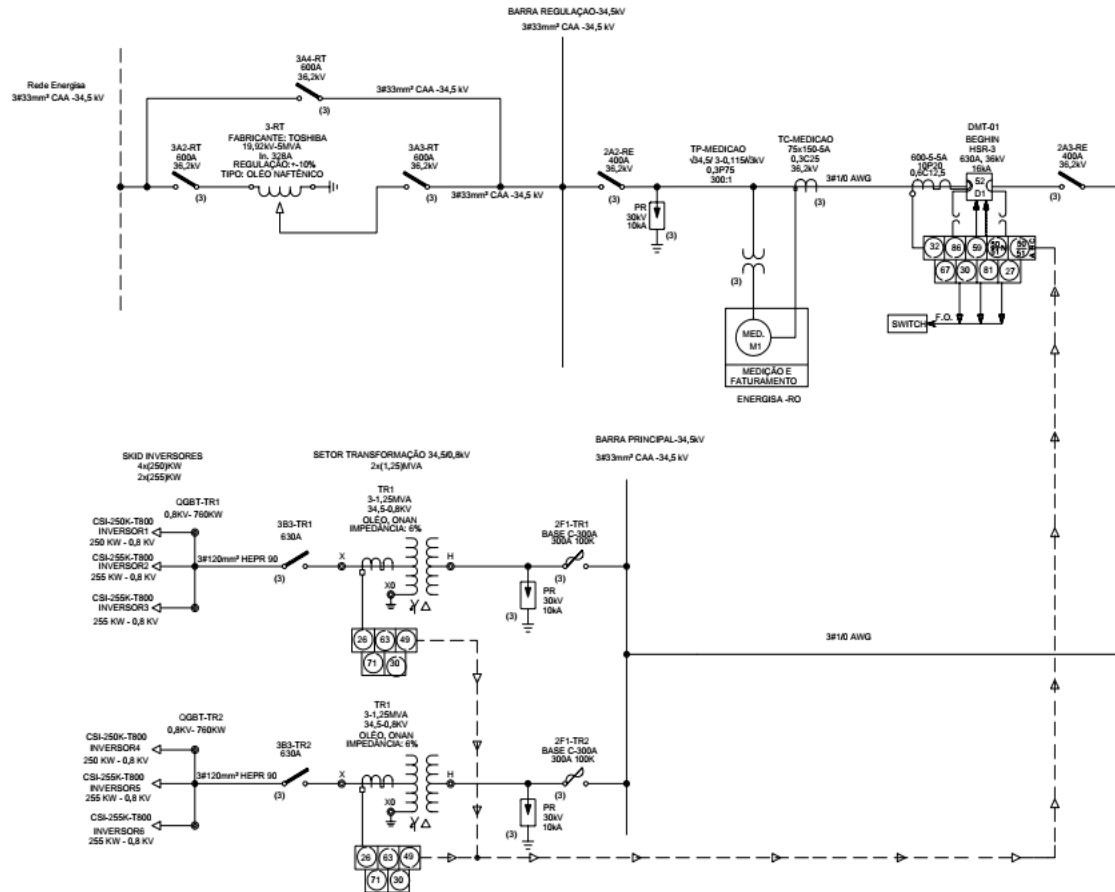 BARRA REGULAÇAO-34,5kV
3#33mm² CAA -34,5 kV
Rede Energisa
3#33mm² CAA -34,5 kV
3A4-RT
600A
36,2kV
(3)
3#33mm² CAA -34,5 kV
3A2-RT
600A
36,2kV
(3)
3-RT
FABRICANTE: TOSHIBA
19,92kV-5MVA
In. 328A
REGULAÇÃO:+-10%
TIPO: OLÉO NAFTÊNICO
3A3-RT
600A
36,2kV
(3)
3#33mm² CAA -34,5 kV
2A2-RE
400A
36,2kV
(3)
PR
30kV
10kA
(3)
TP-MEDICAO
√34,5/ 3-0,115/√3kV
0,3P75
300:1
(3)
TC-MEDICAO
75x150-5A
0,3C25
36,2kV
(3)
3#1/0 AWG
600-5-5A
10P20
0,6C12,5
DMT-01
BEGHIN
HSR-3
630A, 36kV
16kA
52
D1
2A3-RE
400A
36,2kV
(3)
32 86 59
67 30 81 27
SWITCH
F.O.
MED.
M1
MEDIÇÃO E
FATURAMENTO
ENERGISA -RO
SKID INVERSORES
4x(250)KW
2x(255)KW
SETOR TRANSFORMAÇÃO 34,5/0,8kV
2x(1,25)MVA
BARRA PRINCIPAL-34,5kV
3#33mm² CAA -34,5 kV
QGBT-TR1
0,8KV- 760KW
CSI-250K-T800
INVERSOR1
250 KW - 0,8 KV
CSI-255K-T800
INVERSOR2
255 KW - 0,8 KV
CSI-255K-T800
INVERSOR3
255 KW - 0,8 KV
3#120mm² HEPR 90
3B3-TR1
630A
(3)
TR1
3-1,25MVA
34,5-0,8KV
OLÉO, ONAN
IMPEDÂNCIA: 6%
X
H
X0
26 63 49
71 30
2F1-TR1
BASE C-300A
300A 100K
(3)
PR
30kV
10kA
(3)
3#1/0 AWG
QGBT-TR2
0,8KV- 760KW
CSI-250K-T800
INVERSOR4
250 KW - 0,8 KV
CSI-255K-T800
INVERSOR5
255 KW - 0,8 KV
CSI-255K-T800
INVERSOR6
255 KW - 0,8 KV
3#120mm² HEPR 90
3B3-TR2
630A
(3)
TR1
3-1,25MVA
34,5-0,8KV
OLÉO, ONAN
IMPEDÂNCIA: 6%
X
H
X0
26 63 49
71 30
2F1-TR2
BASE C-300A
300A 100K
(3)
PR
30kV
10kA
(3)